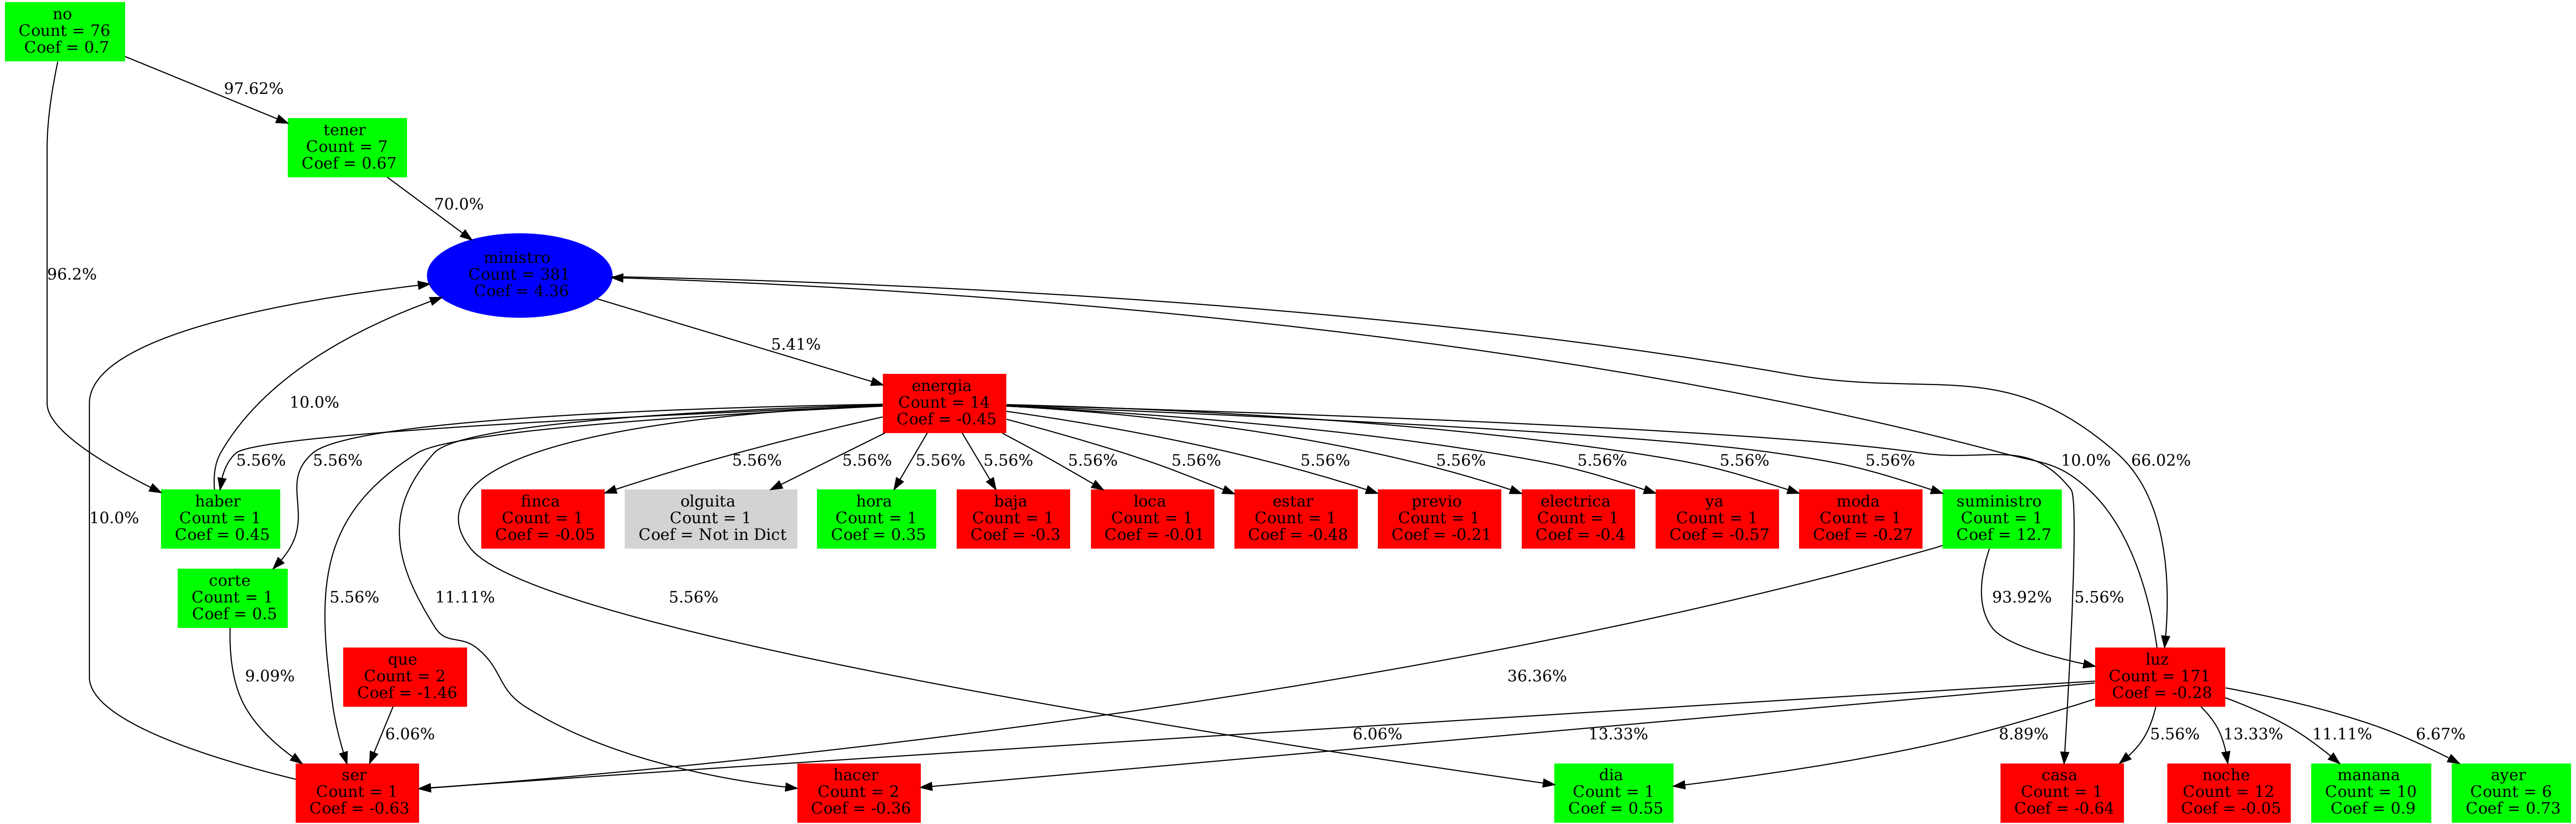 no
Count = 76
Coef = 0.7
97.62%
tener
Count = 7
Coef = 0.67
70.0%
96.2%
ministro
Count = 381
Coef = 4.36
5.41%
energia
Count = 14
Coef = -0.45
10.0%
5.56%
5.56%
5.56%
5.56%
5.56%
5.56%
5.56%
5.56%
5.56%
5.56%
5.56%
5.56%
5.56%
10.0%
66.02%
haber
Count = 1
Coef = 0.45
finca
Count = 1
Coef = -0.05
olguita
Count = 1
Coef = Not in Dict
hora
Count = 1
Coef = 0.35
baja
Count = 1
Coef = -0.3
loca
Count = 1
Coef = -0.01
estar
Count = 1
Coef = -0.48
previo
Count = 1
Coef = -0.21
electrica
Count = 1
Coef = -0.4
ya
Count = 1
Coef = -0.57
moda
Count = 1
Coef = -0.27
suministro
Count = 1
Coef = 12.7
10.0%
corte
Count = 1
Coef = 0.5
5.56%
11.11%
5.56%
93.92%
5.56%
9.09%
que
Count = 2
Coef = -1.46
36.36%
luz
Count = 171
Coef = -0.28
6.06%
6.06%
13.33%
8.89%
5.56%
13.33%
11.11%
6.67%
ser
Count = 1
Coef = -0.63
hacer
Count = 2
Coef = -0.36
dia
Count = 1
Coef = 0.55
casa
Count = 1
Coef = -0.64
noche
Count = 12
Coef = -0.05
manana
Count = 10
Coef = 0.9
ayer
Count = 6
Coef = 0.73